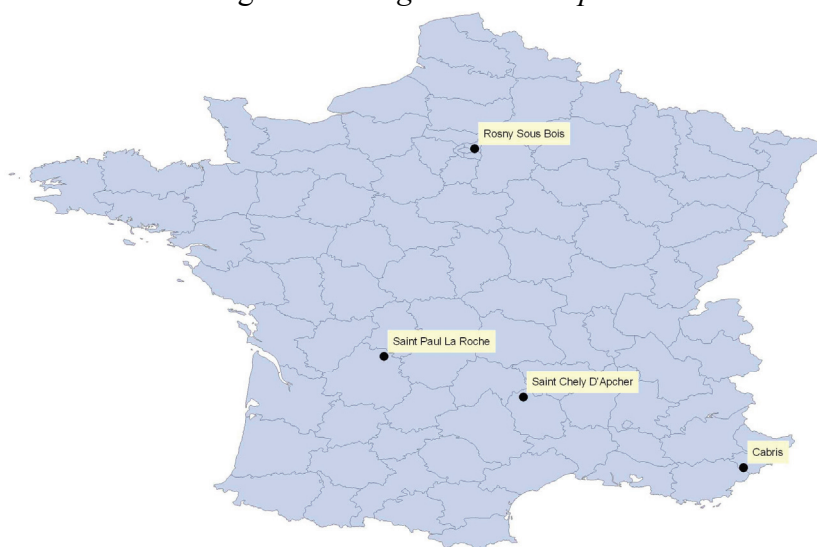 Rosny Sous Bois
Saint Paul La Roche
Saint Chely D'Apcher
Cabris